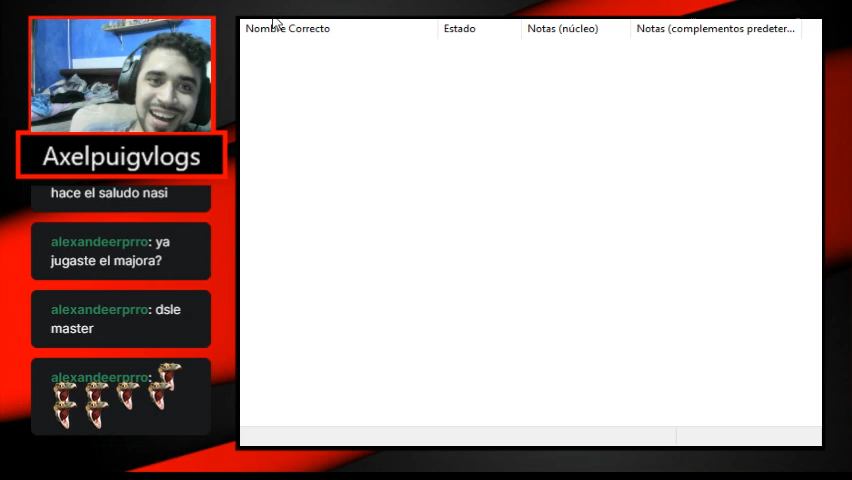 Nombre Correcto
Estado
Notas (núcleo)
Notas (complementos predeter...
Axelpuigvlogs
hace el saludo nasi
alexandeerprro: ya
jugaste el majora?
alexandeerprro: dsle
master
alexandeerprro: